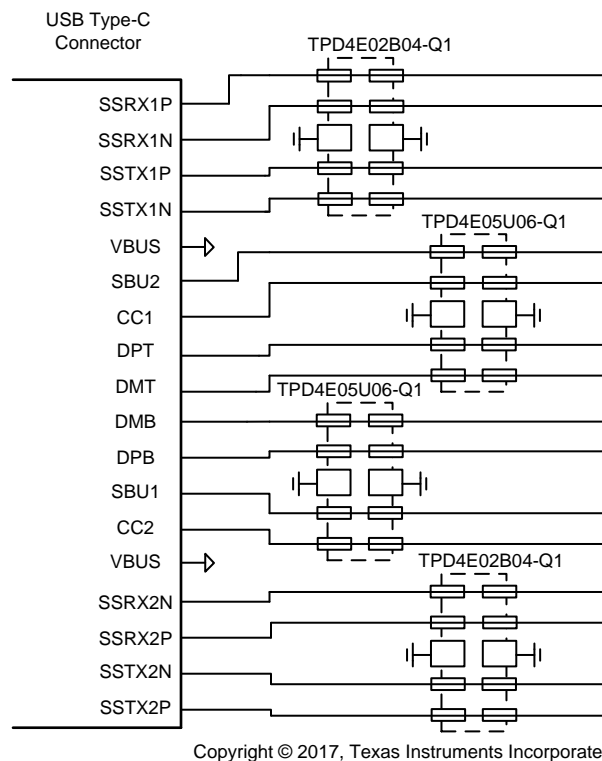 USB Type-C
Connector
TPD4E02B04-Q1
SSRX1P
SSRX1N
SSTX1P
SSTX1N
TPD4E05U06-Q1
VBUS
SBU2
CC1
DPT
DMT
TPD4E05U06-Q1
DMB
DPB
SBU1
CC2
VBUS
TPD4E02B04-Q1
SSRX2N
SSRX2P
SSTX2N
SSTX2P
Copyright © 2017, Texas Instruments Incorporate